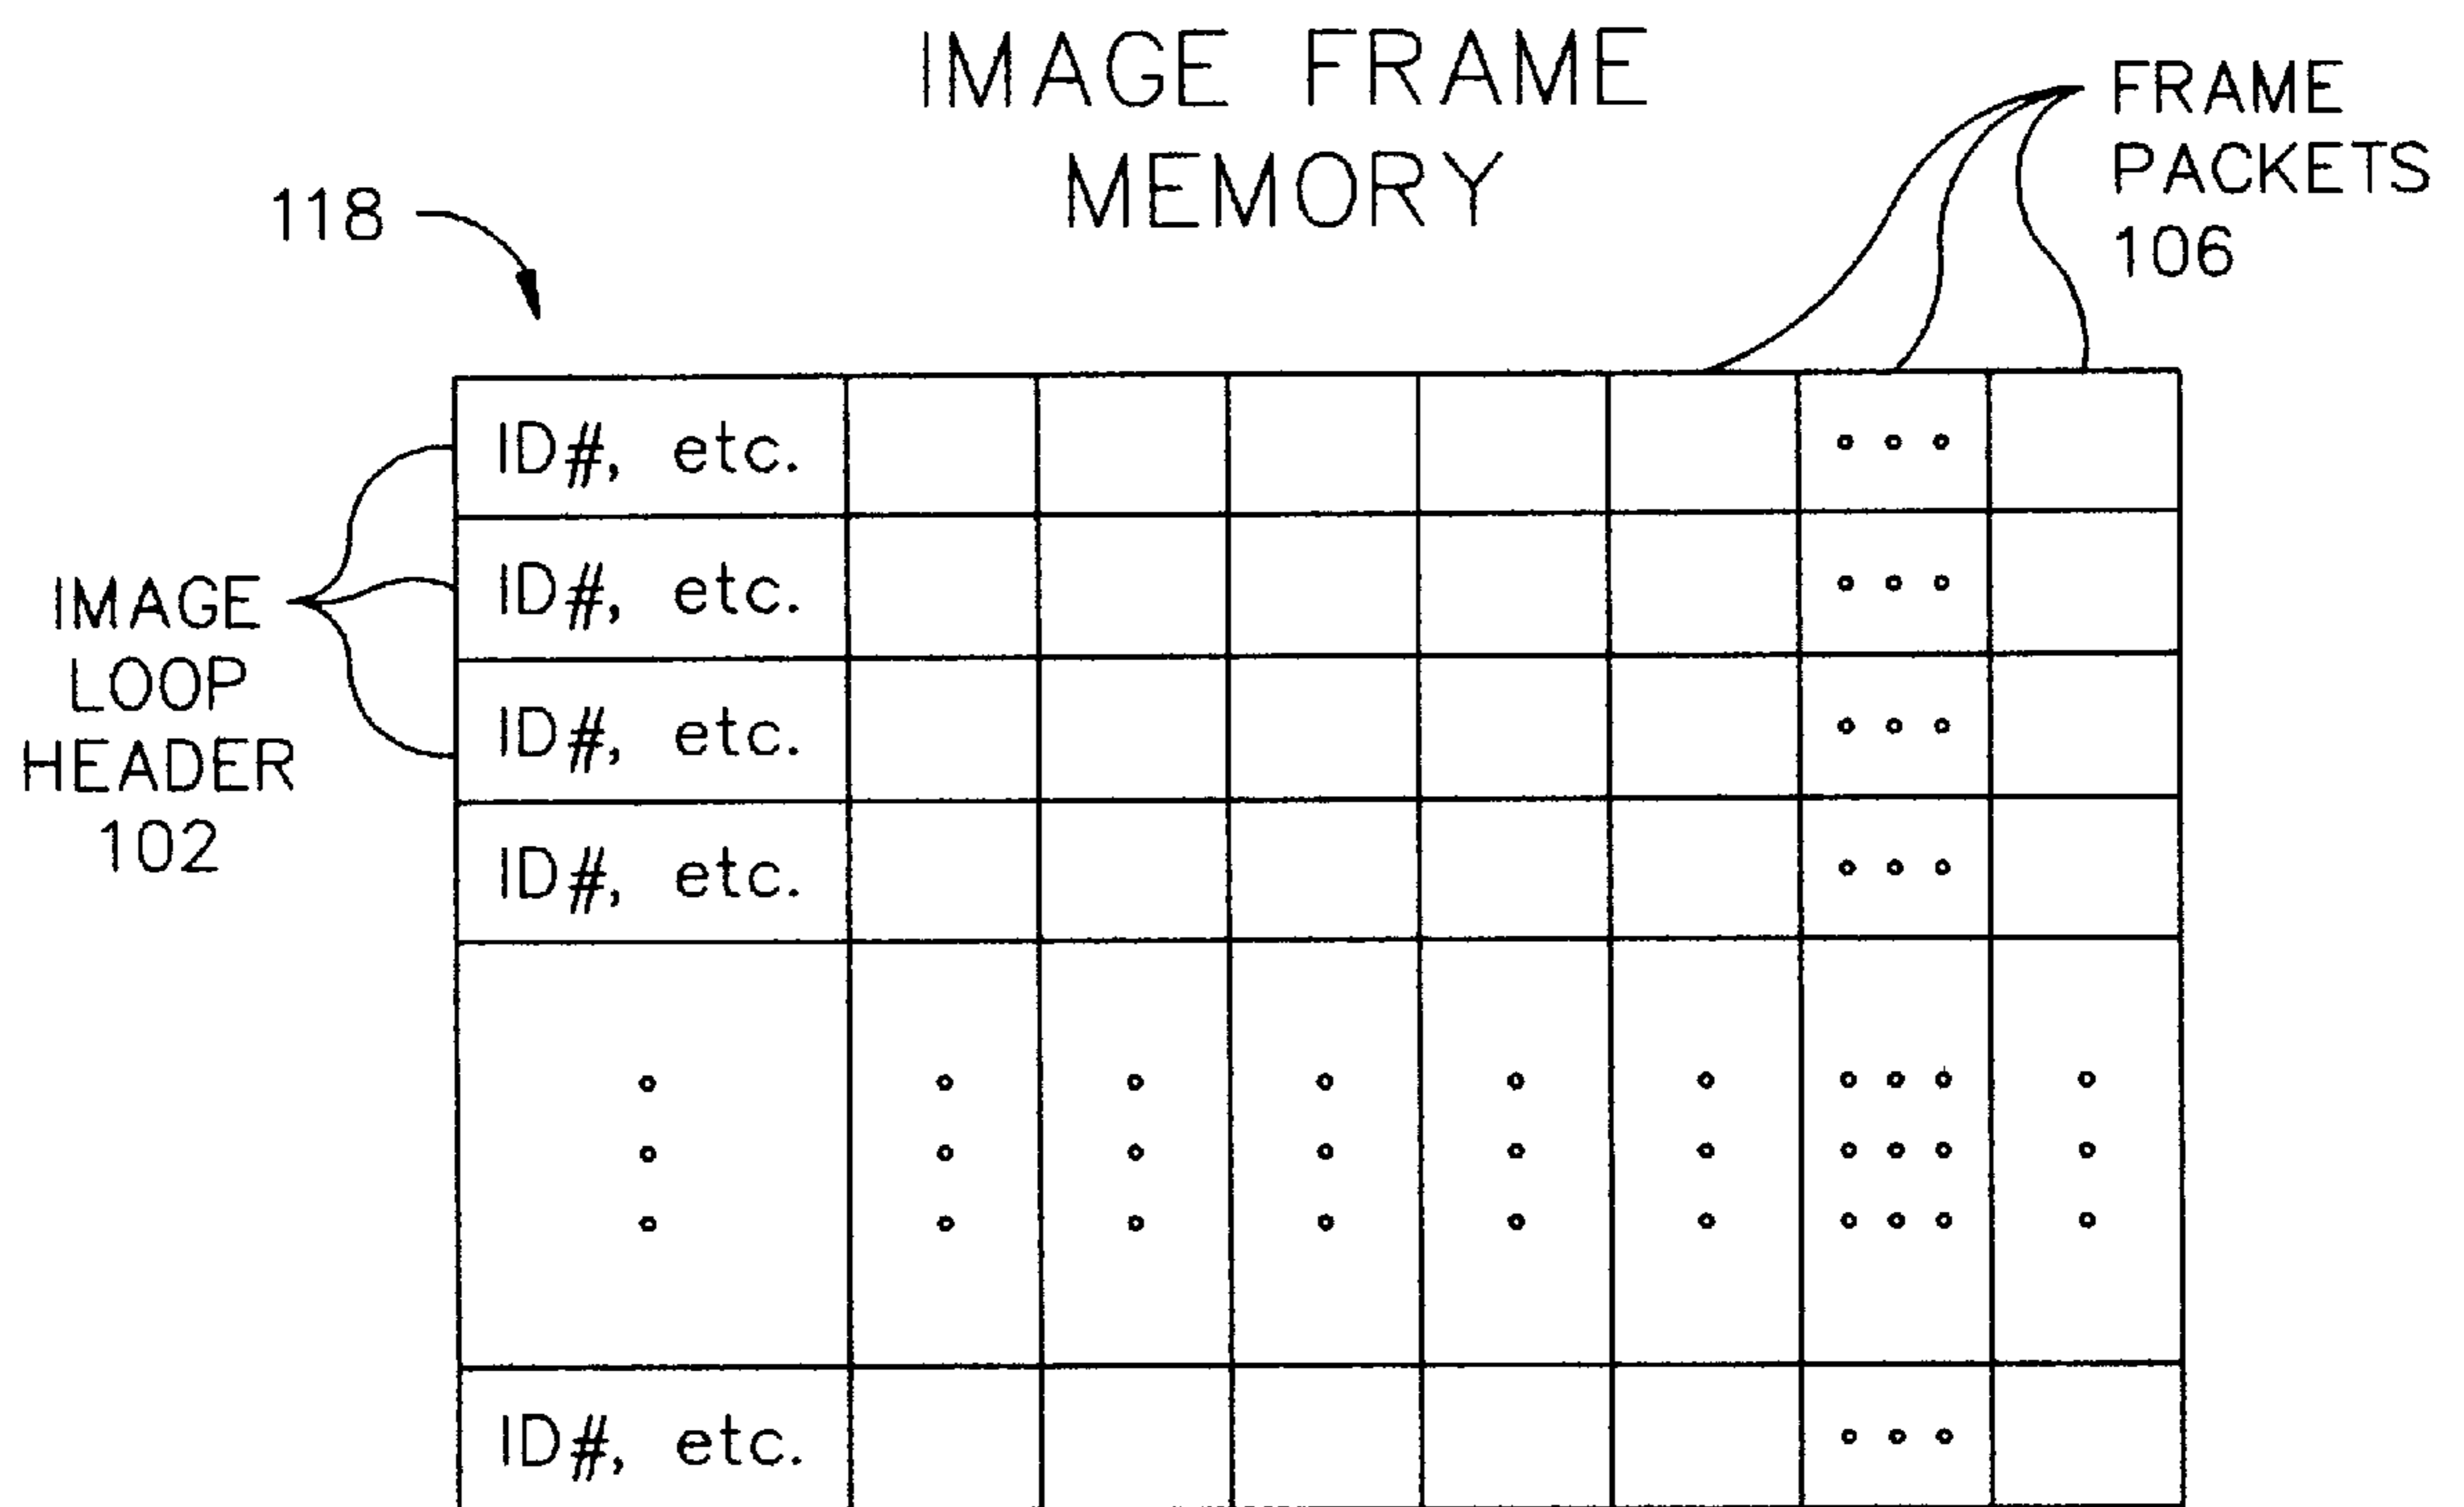 IMAGE FRAME
MEMORY
FRAME
PACKETS
106
118
IMAGE
LOOP
HEADER
102
ID#, etc.
ID#, etc.
ID#, etc.
ID#, etc.
ID#, etc.